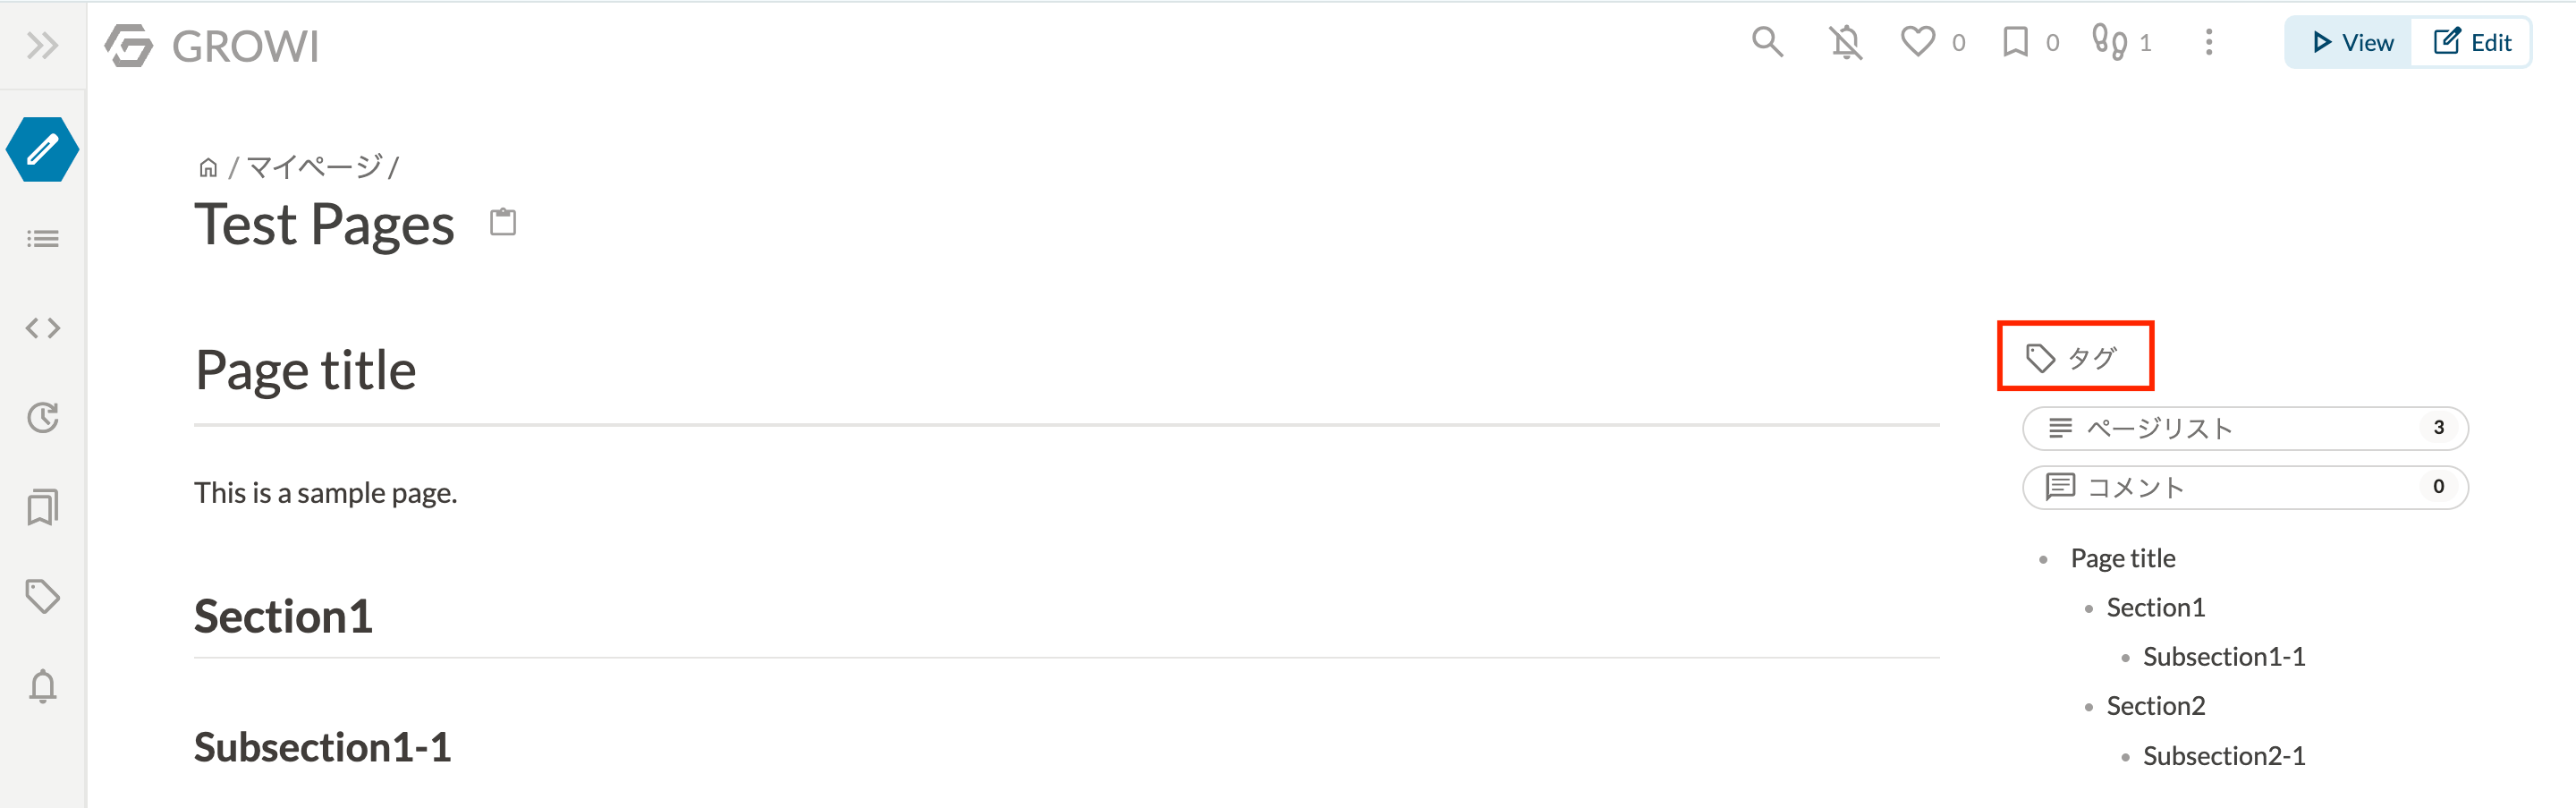 GROWI
0
0
1
View
Edit
/ マイページ /
Test Pages
Page title
This is a sample page.
Section1
Subsection1-1
タグ
ページリスト 3
コメント 0
Page title
Section1
Subsection1-1
Section2
Subsection2-1